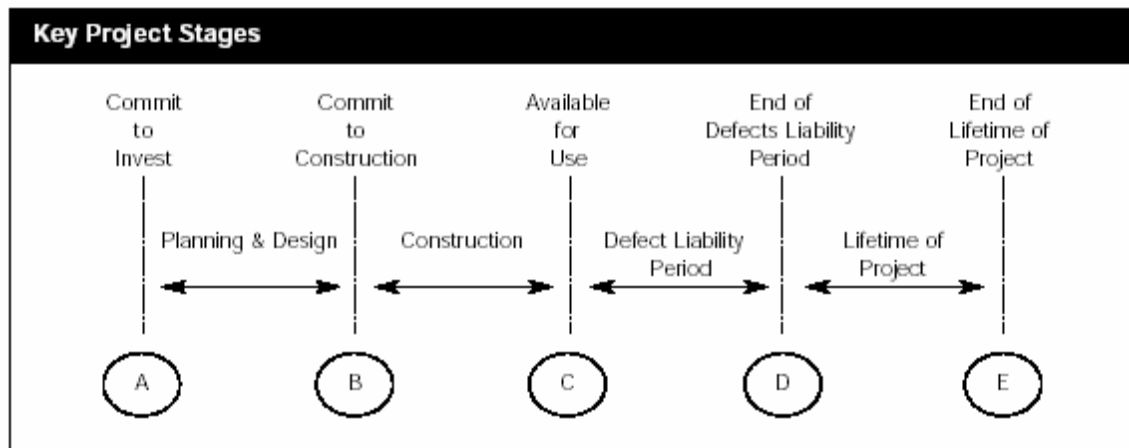 Key Project Stages
Commit
to
Invest
Commit
to
Construction
Available
for
Use
End of
Defects Liability
Period
End of
Lifetime of
Project
Planning & Design
Construction
Defect Liability
Period
Lifetime of
Project
A
B
C
D
E